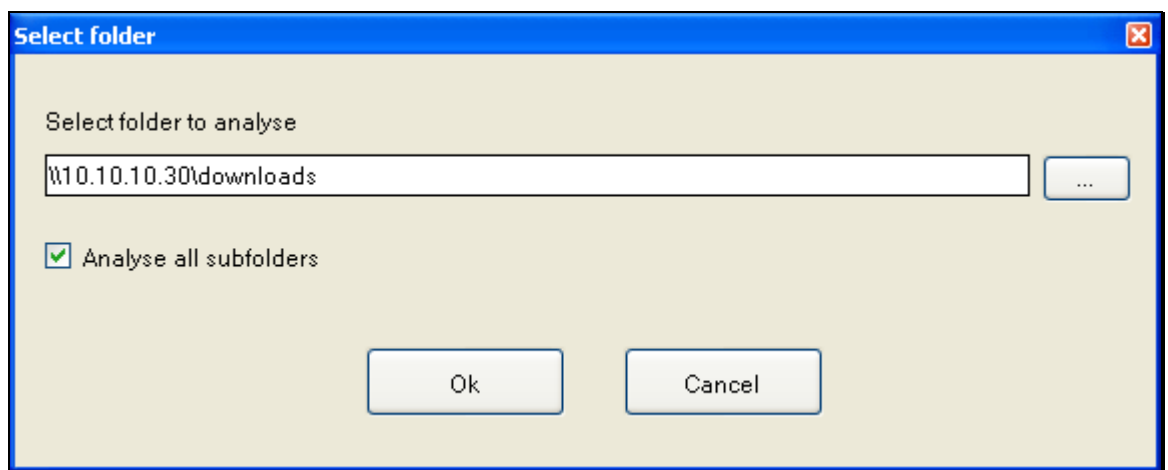 Select folder
Select folder to analyse
\\10.10.10.30\downloads
...
Analyse all subfolders
Ok
Cancel